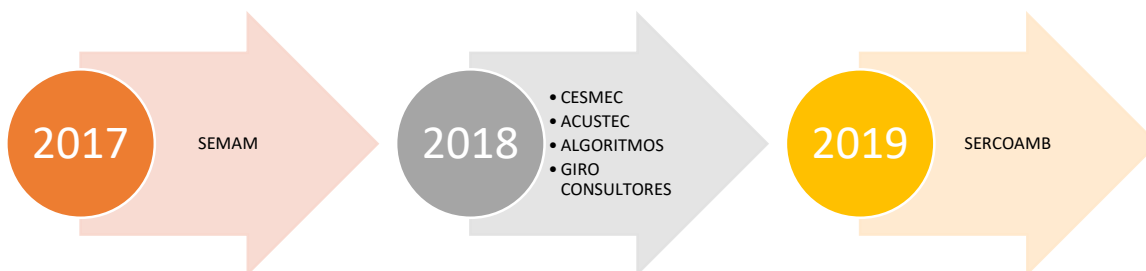 2017
SEMAM
2018
• CESMEC
• ACUSTEC
• ALGORITMOS
• GIRO
CONSULTORES
2019
SERCOAMB